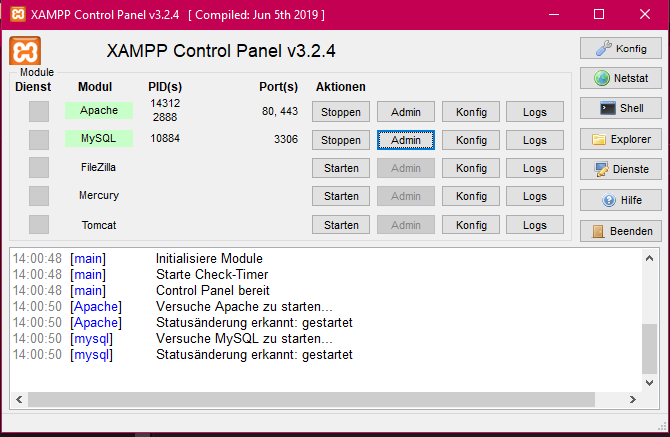 XAMPP Control Panel v3.2.4 [ Compiled: Jun 5th 2019 ]
XAMPP Control Panel v3.2.4
Konfig
Module
Dienst Modul PID(s) Port(s) Aktionen
Netstat
Apache 14312 2888 80, 443 Stoppen Admin Konfig Logs
Shell
MySQL 10884 3306 Stoppen Admin Konfig Logs
Explorer
FileZilla Starten Admin Konfig Logs
Dienste
Mercury Starten Admin Konfig Logs
Hilfe
Tomcat Starten Admin Konfig Logs
Beenden
14:00:48 [main] Initialisiere Module
14:00:48 [main] Starte Check-Timer
14:00:48 [main] Control Panel bereit
14:00:50 [Apache] Versuche Apache zu starten...
14:00:50 [Apache] Statusänderung erkannt: gestartet
14:00:50 [mysql] Versuche MySQL zu starten...
14:00:50 [mysql] Statusänderung erkannt: gestartet